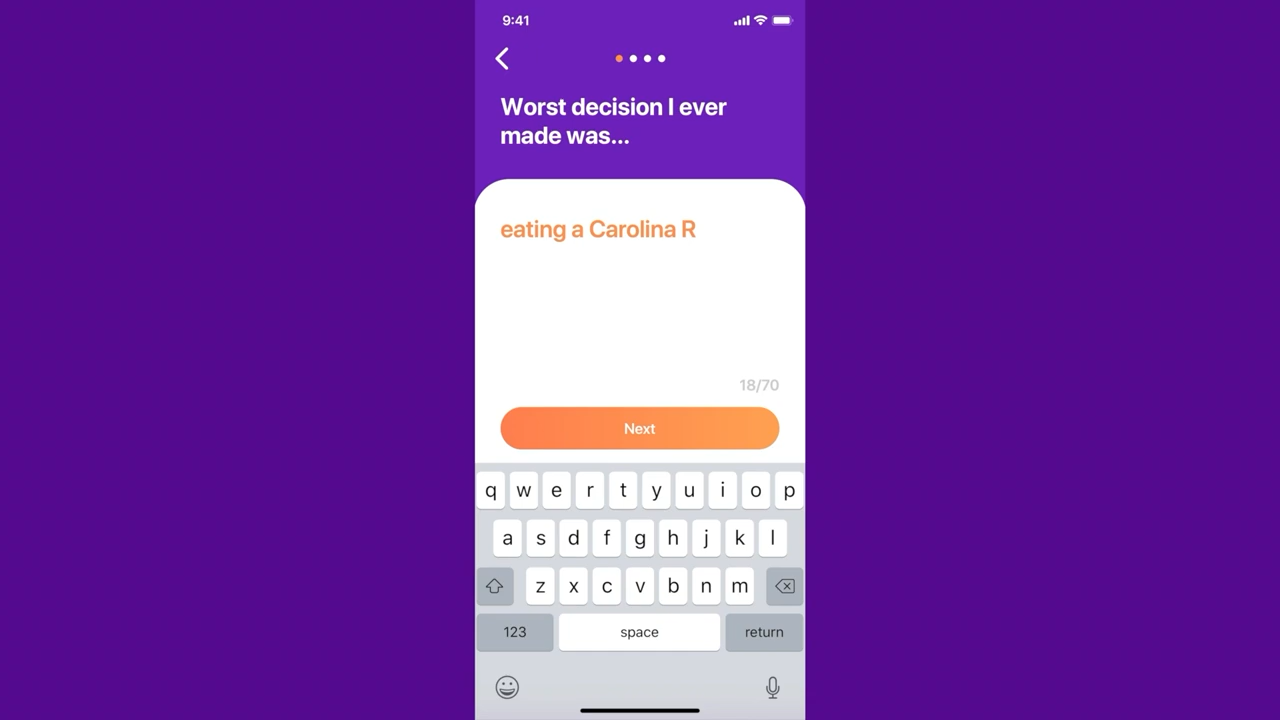 9:41
Worst decision I ever
made was...
eating a Carolina R
18/70
Next
q w e r t y u i o p
a s d f g h j k l
z x c v b n m
123 space return